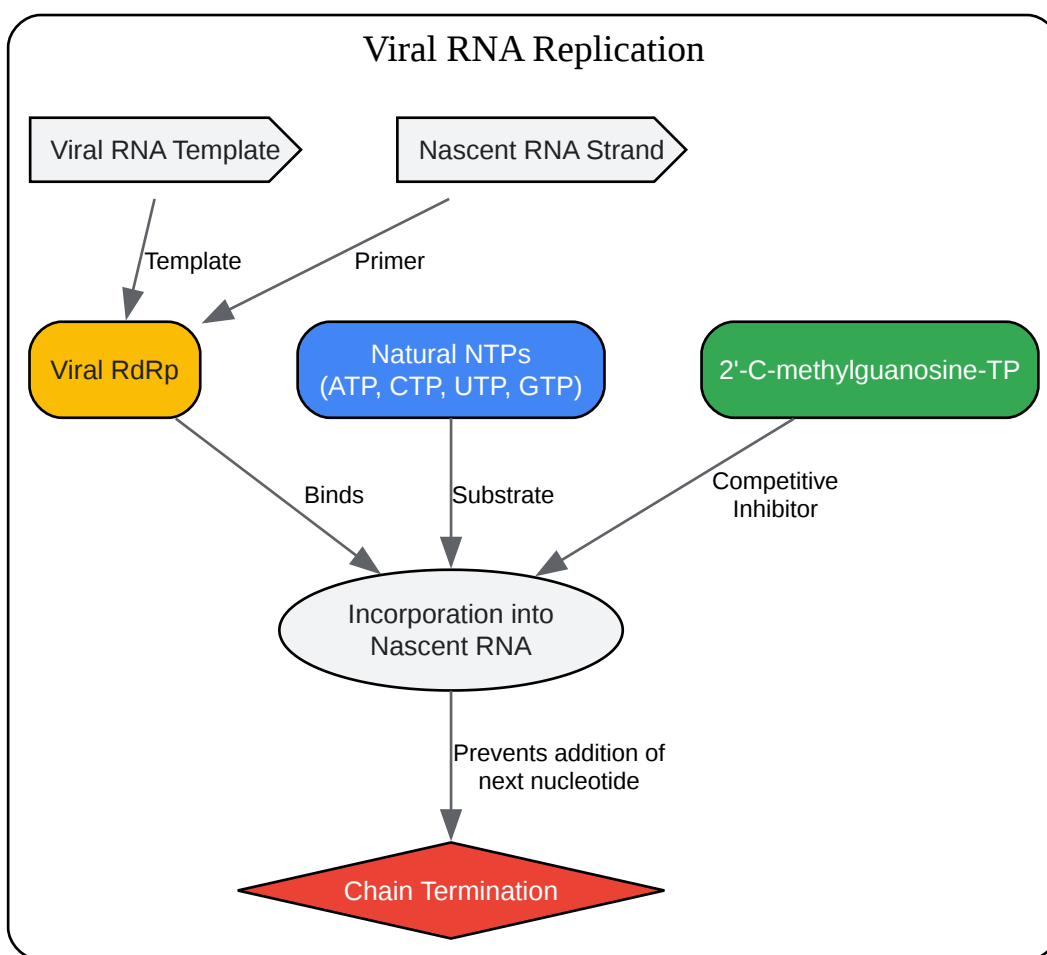 Viral RNA Replication
Viral RNA Template
Nascent RNA Strand
Template
Primer
Viral RdRp
Natural NTPs
(ATP, CTP, UTP, GTP)
2'-C-methylguanosine-TP
Binds
Substrate
Competitive
Inhibitor
Incorporation into
Nascent RNA
Prevents addition of
next nucleotide
Chain Termination